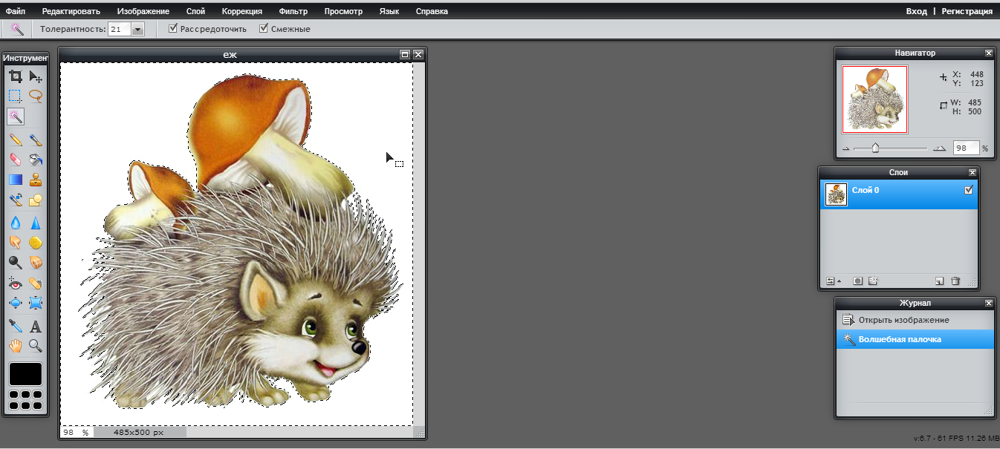 Файл Редактировать Изображение Слой Коррекция Фильтр Просмотр Язык Справка Вход | Регистрация
Толерантность: 21 Рассредоточить Смежные
Инструмент
еж
Навигатор
X: 448
Y: 123
W: 485
H: 500
98 %
Слои
Слой 0
Журнал
Открыть изображение
Волшебная палочка
98 % 485x500 px
v:6.7 - 61 FPS 11.26 MB